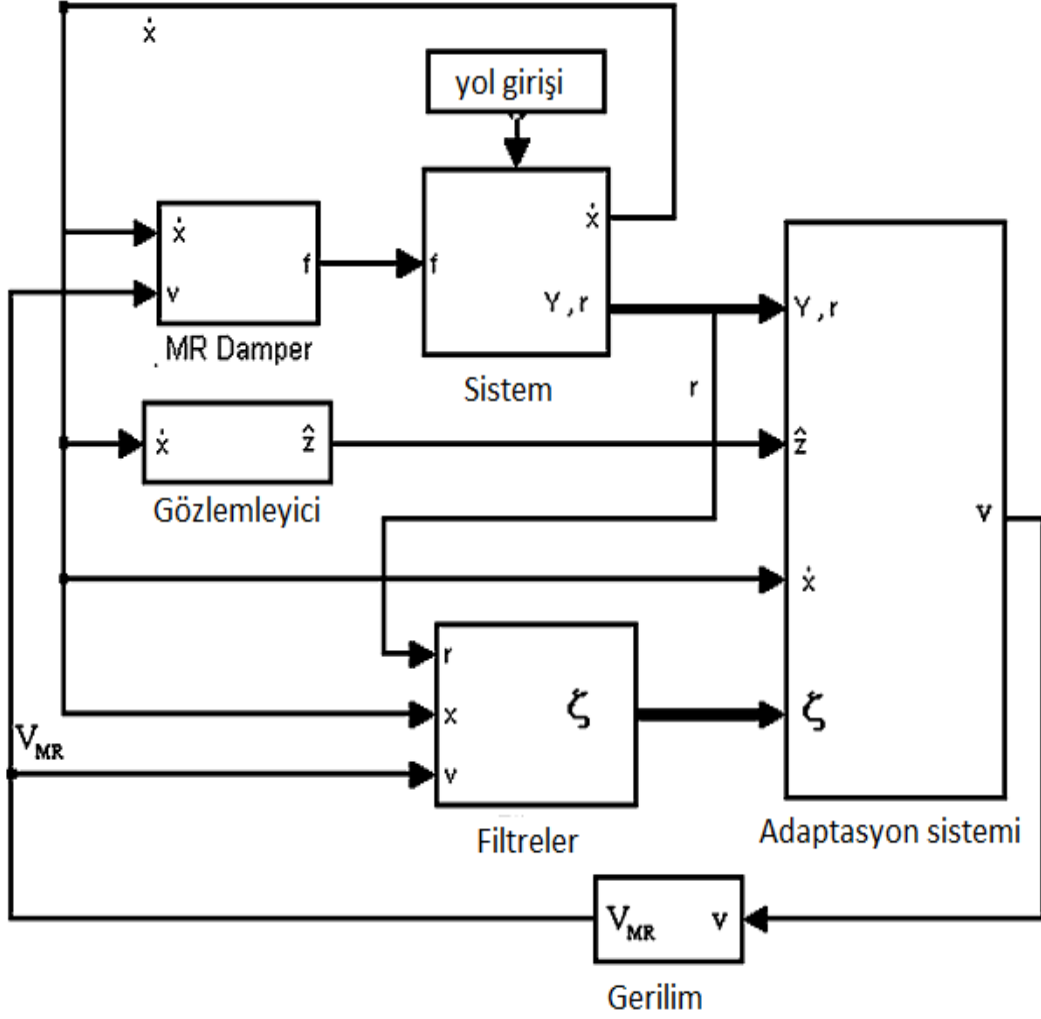 ẋ
yol girişi
ẋ
f
v
MR Damper
f
ẋ
Y , r
Sistem
Y , r
r
ẋ
ẑ
Gözlemleyici
ẑ
v
ẋ
r
x
v
ζ
Filtreler
ζ
Adaptasyon sistemi
V_MR
V_MR
v
Gerilim